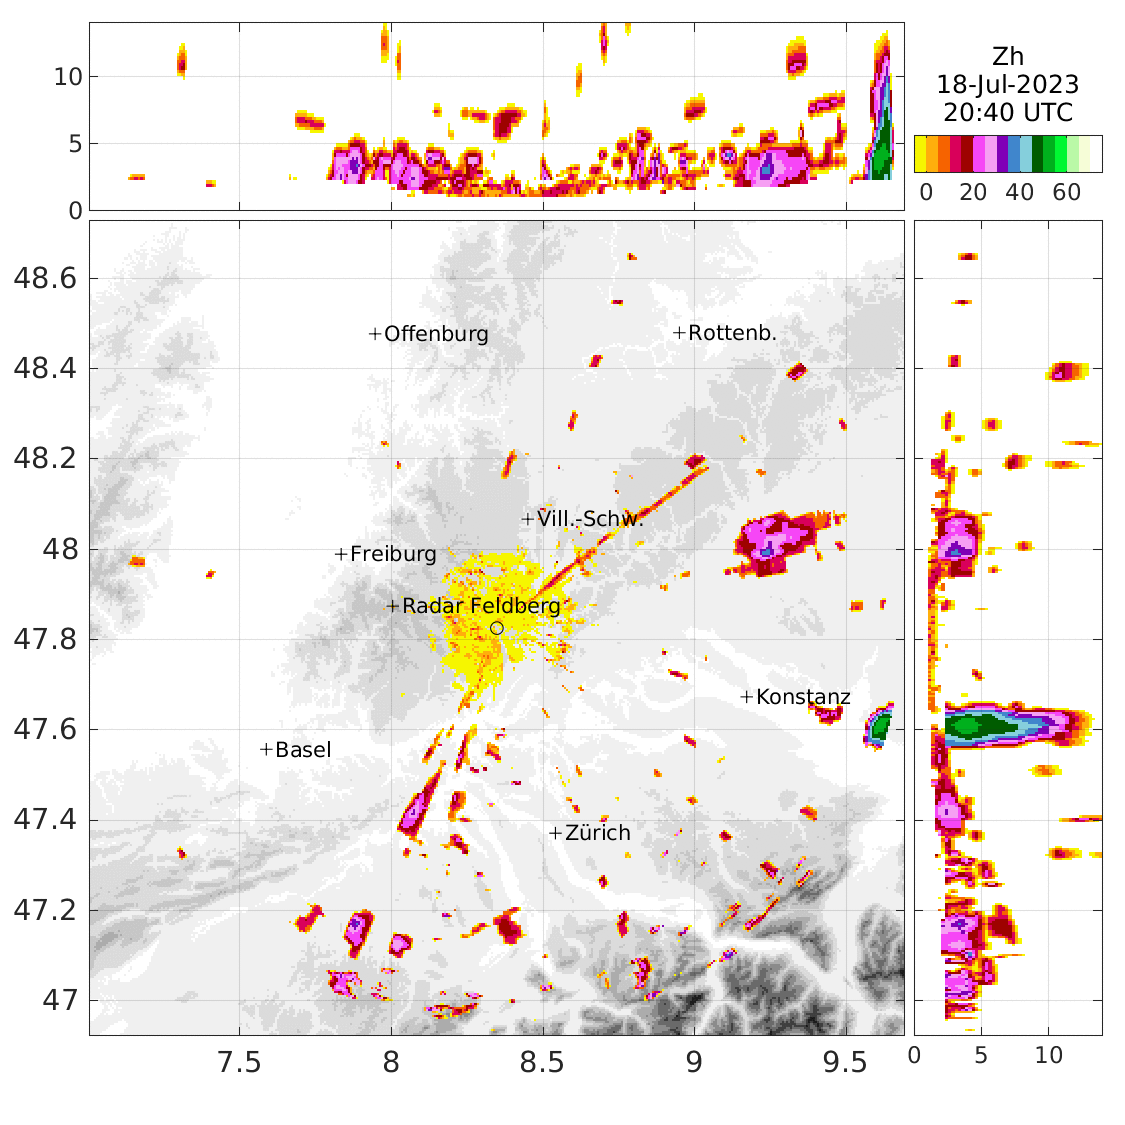 Zh
18-Jul-2023
20:40 UTC
10
5
0
0 20 40 60
48.6
48.4
48.2
48
47.8
47.6
47.4
47.2
47
+Offenburg
+Rottenb.
+Vill.-Schw.
+Freiburg
+Radar Feldberg
+Konstanz
+Basel
+Zürich
7.5 8 8.5 9 9.5
0 5 10